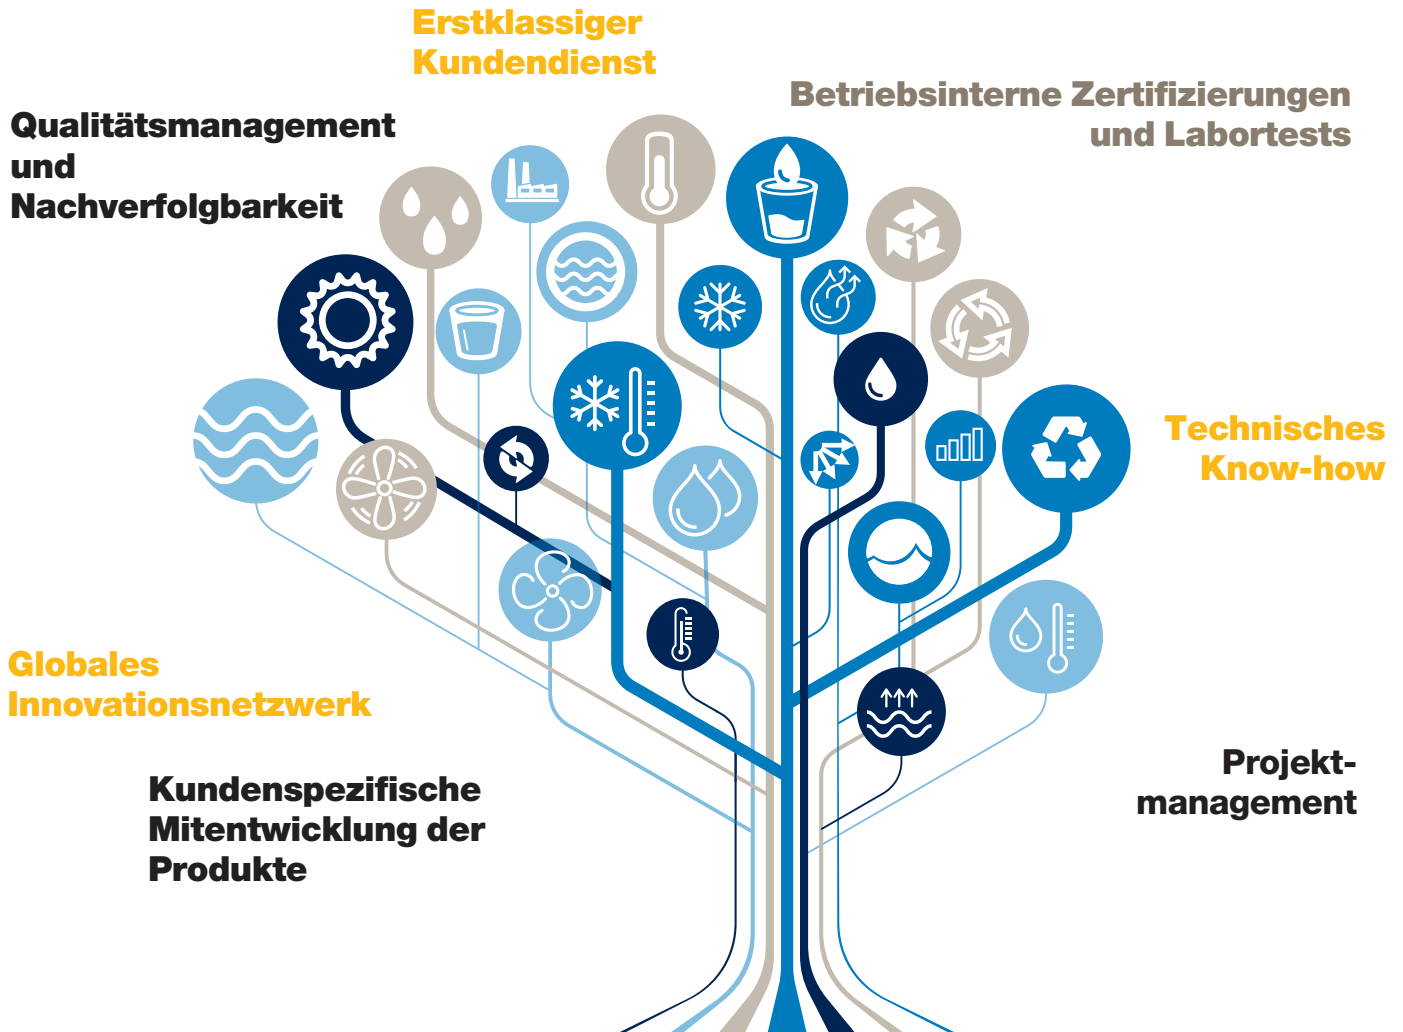 Erstklassiger
Kundendienst
Betriebsinterne Zertifizierungen
und Labortests
Qualitätsmanagement
und
Nachverfolgbarkeit
Technisches
Know-how
Globales
Innovationsnetzwerk
Projekt-
management
Kundenspezifische
Mitentwicklung der
Produkte